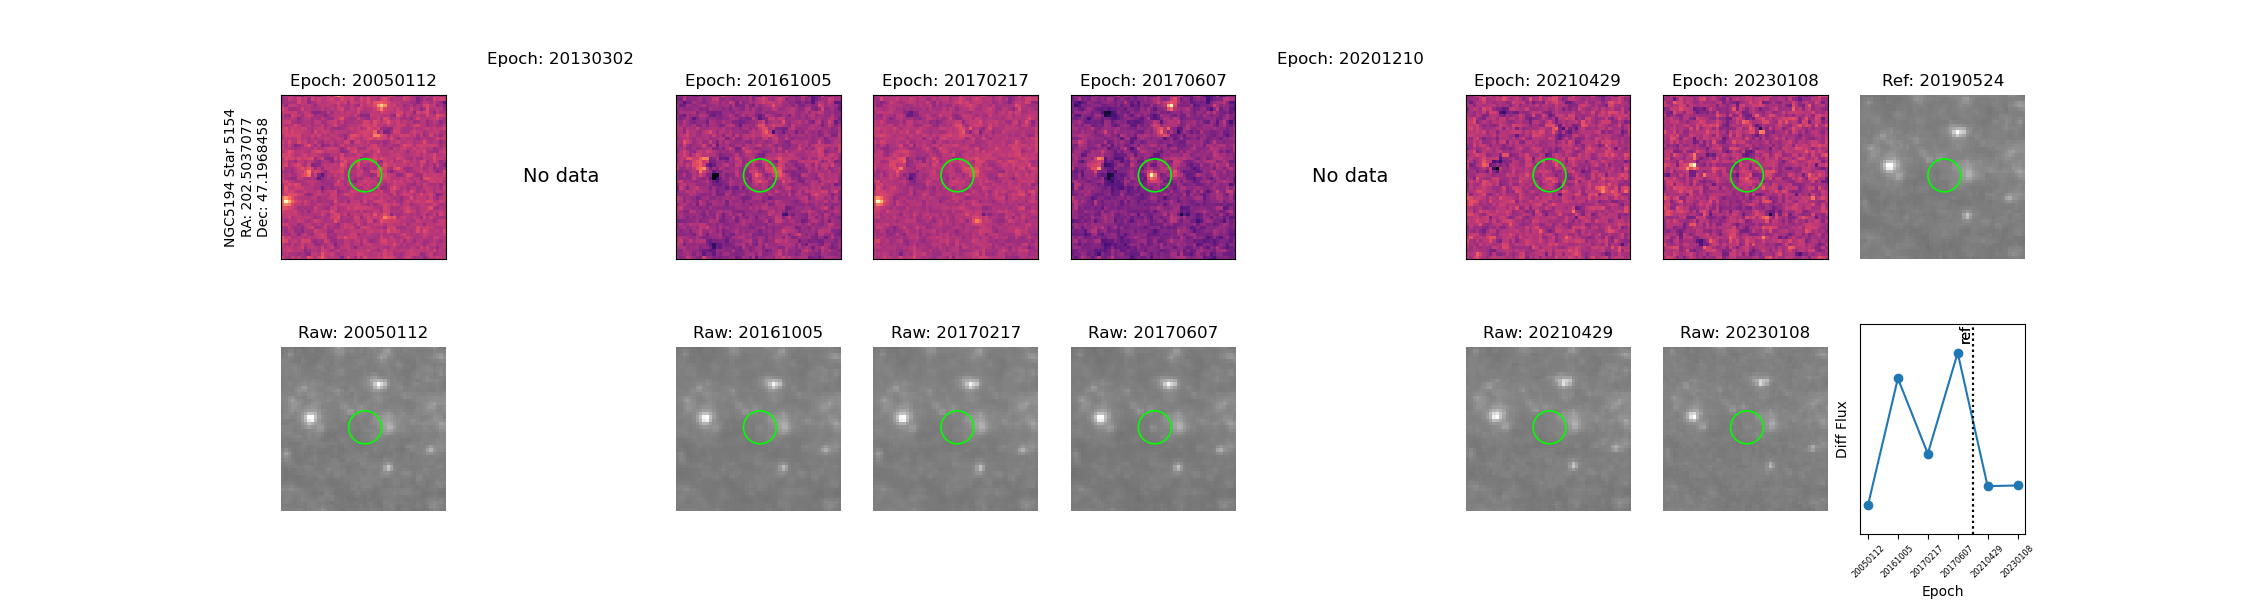 Epoch: 20130302
Epoch: 20201210
Epoch: 20050112
Epoch: 20161005
Epoch: 20170217
Epoch: 20170607
Epoch: 20210429
Epoch: 20230108
Ref: 20190524
NGC5194 Star 5154
RA: 202.5037077
Dec: 47.1968458
No data
No data
Raw: 20050112
Raw: 20161005
Raw: 20170217
Raw: 20170607
Raw: 20210429
Raw: 20230108
ref
Diff Flux
20050112
20161005
20170217
20170607
20210429
20230108
Epoch